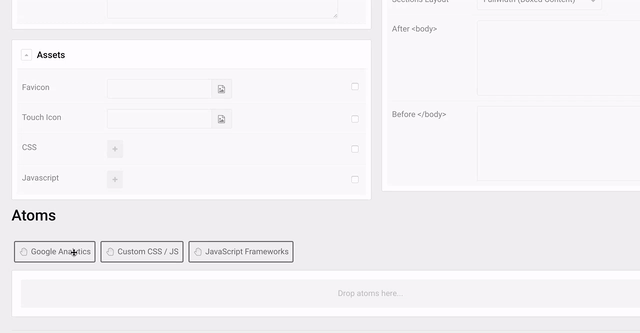 Sections Layout
Fullwidth (Boxed Content)
After <body>
Before </body>
- Assets
Favicon
Touch Icon
CSS +
Javascript +
Atoms
Google Analytics Custom CSS / JS JavaScript Frameworks
Drop atoms here...